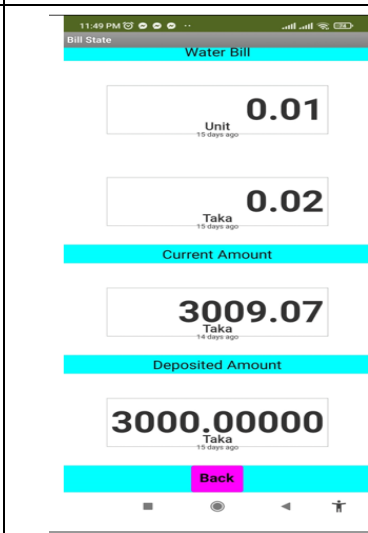 11:49 PM
Bill State
Water Bill
0.01
Unit
15 days ago
0.02
Taka
15 days ago
Current Amount
3009.07
Taka
14 days ago
Deposited Amount
3000.00000
Taka
15 days ago
Back